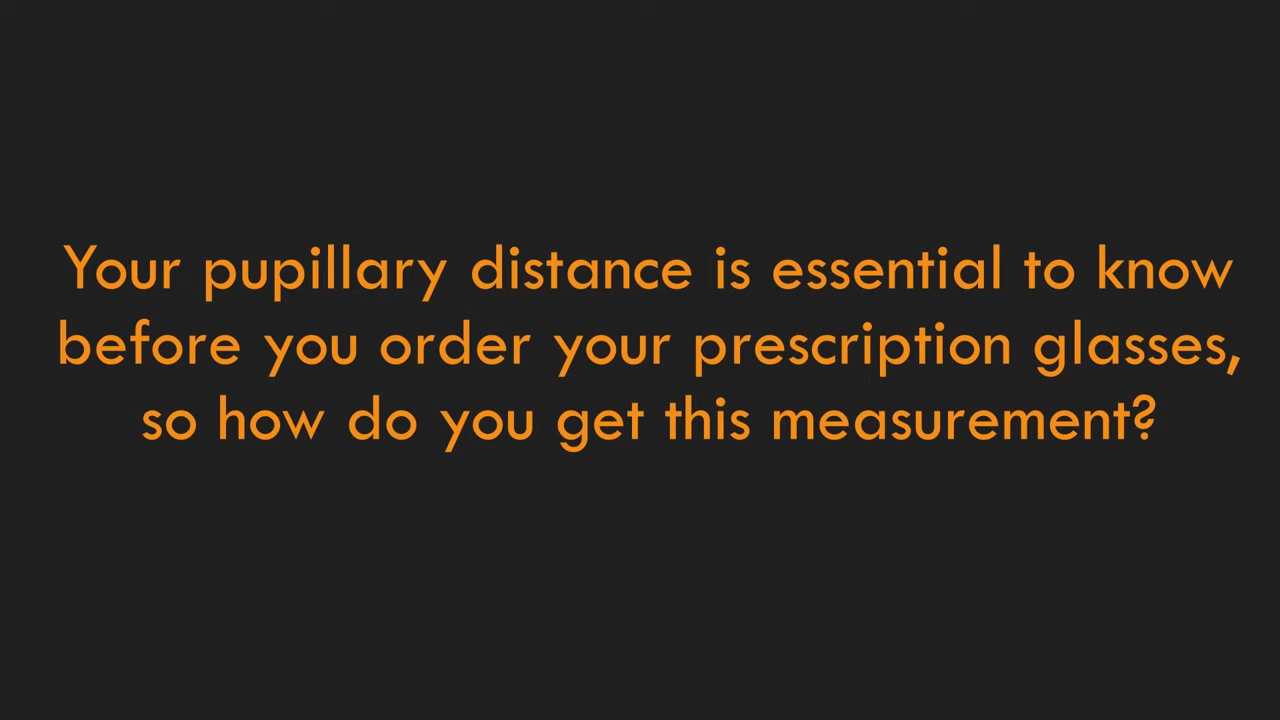 Your pupillary distance is essential to know
before you order your prescription glasses,
so how do you get this measurement?